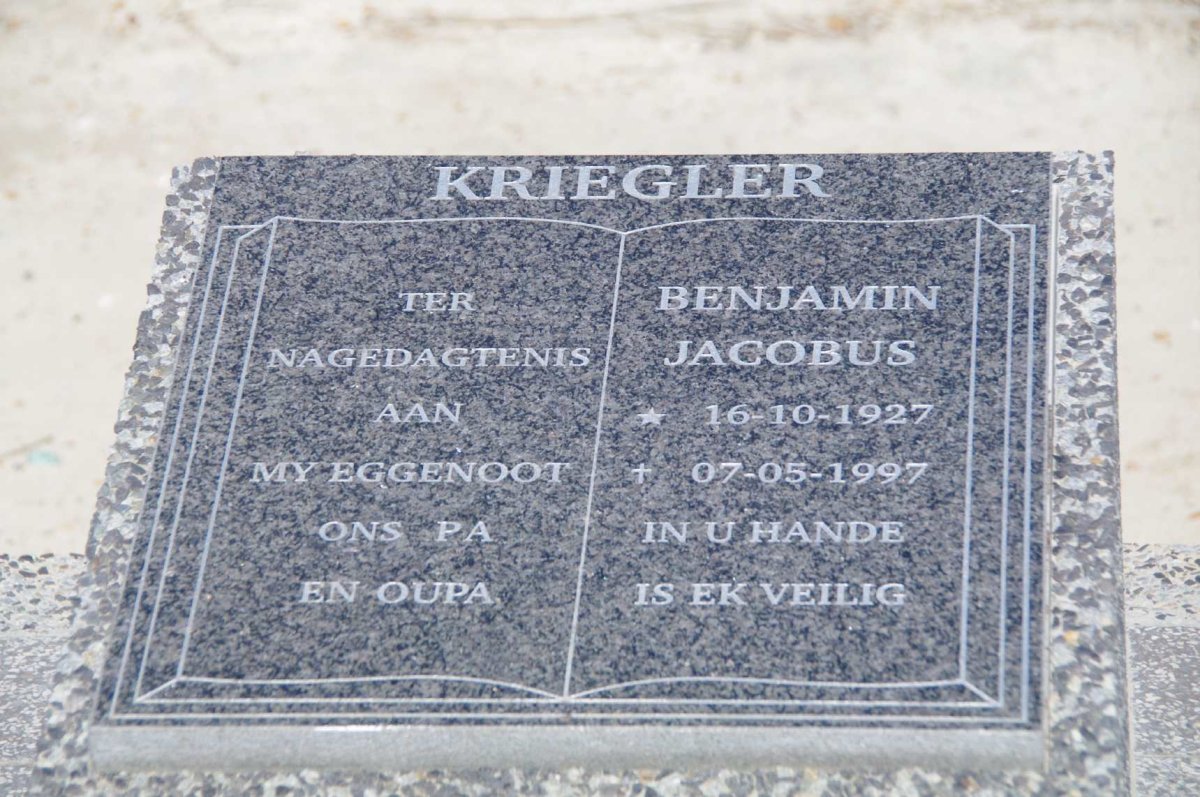 KRIEGLER
TER
NAGEDAGTENIS
AAN
MY EGGENOOT
ONS PA
EN OUPA
BENJAMIN
JACOBUS
★ 16-10-1927
✝ 07-05-1997
IN U HANDE
IS EK VEILIG